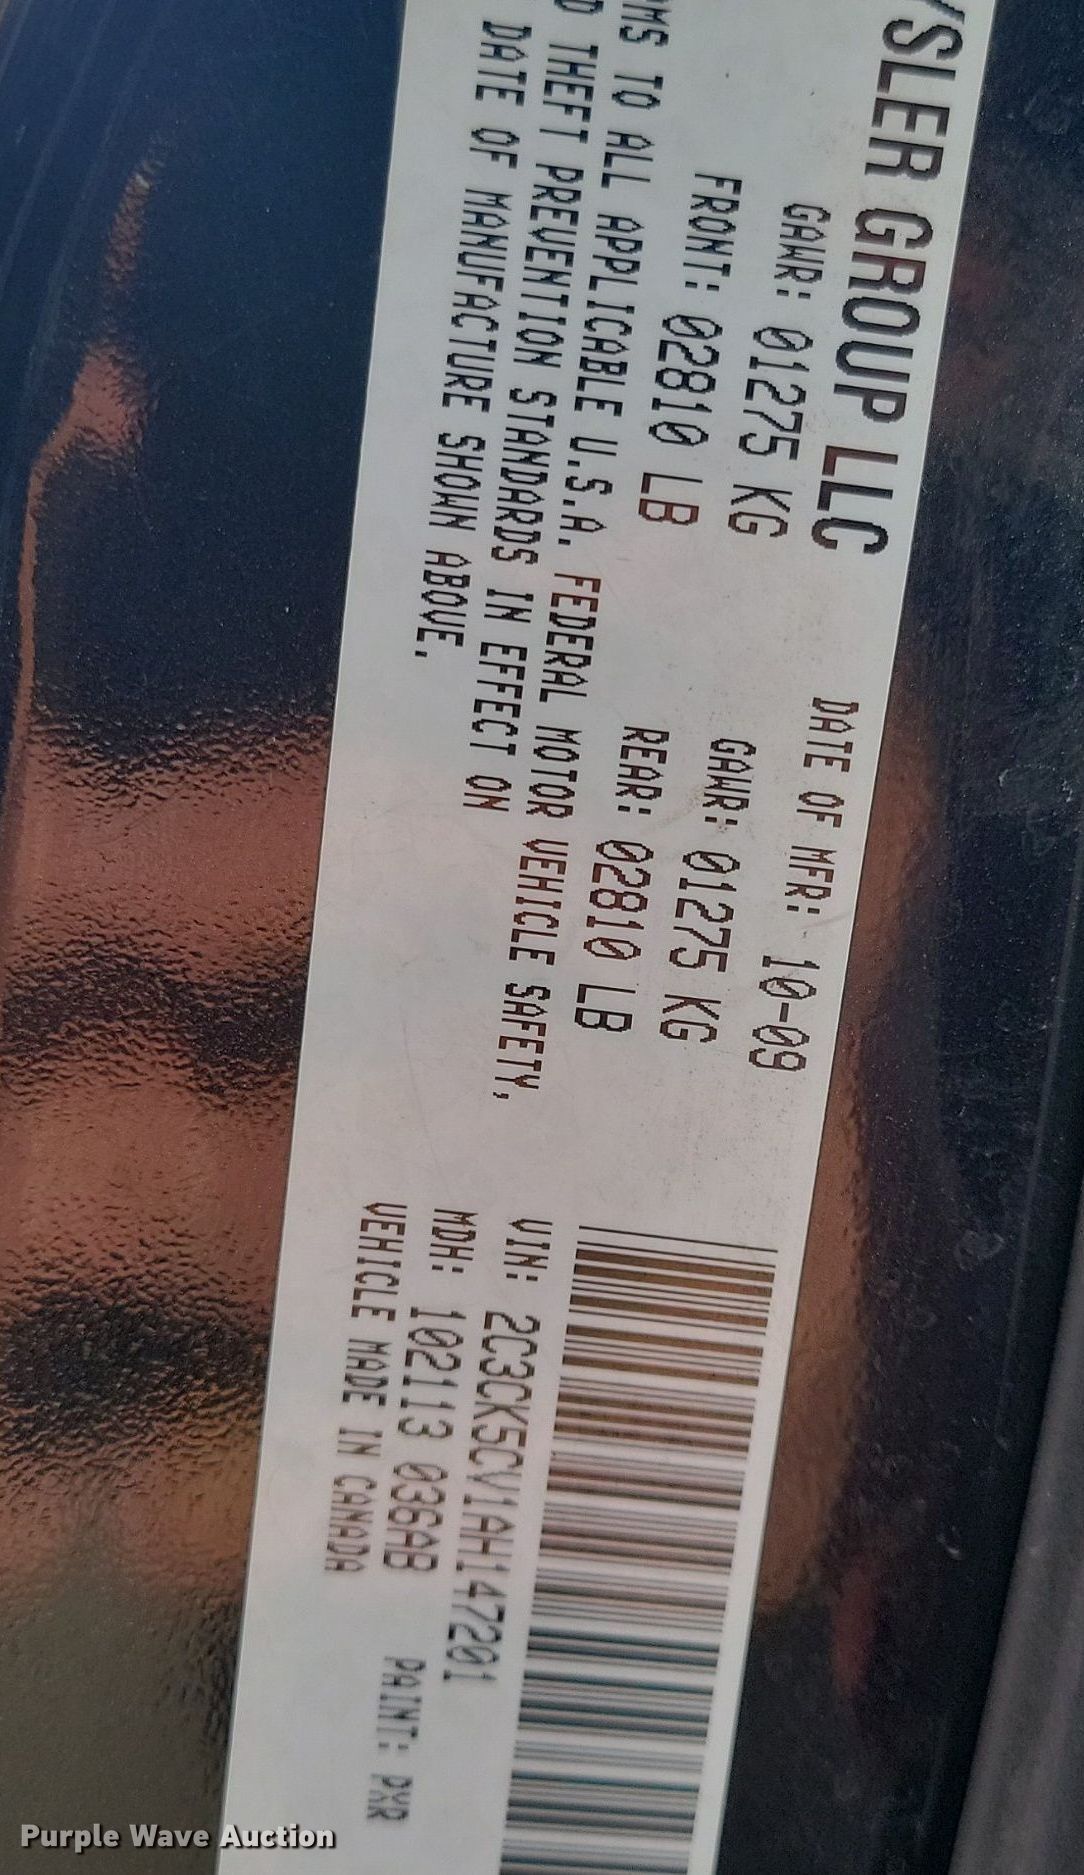 YSLER GROUP LLC DATE OF MFR: 10-09
GAWR: 01275 KG GAWR: 01275 KG
FRONT: 02810 LB REAR: 02810 LB
MS TO ALL APPLICABLE U.S.A. FEDERAL MOTOR VEHICLE SAFETY,
D THEFT PREVENTION STANDARDS IN EFFECT ON
DATE OF MANUFACTURE SHOWN ABOVE.
VIN: 2C3CK5CV1AH147201
MDH: 102113 036AB PAINT: PXR
VEHICLE MADE IN CANADA
Purple Wave Auction